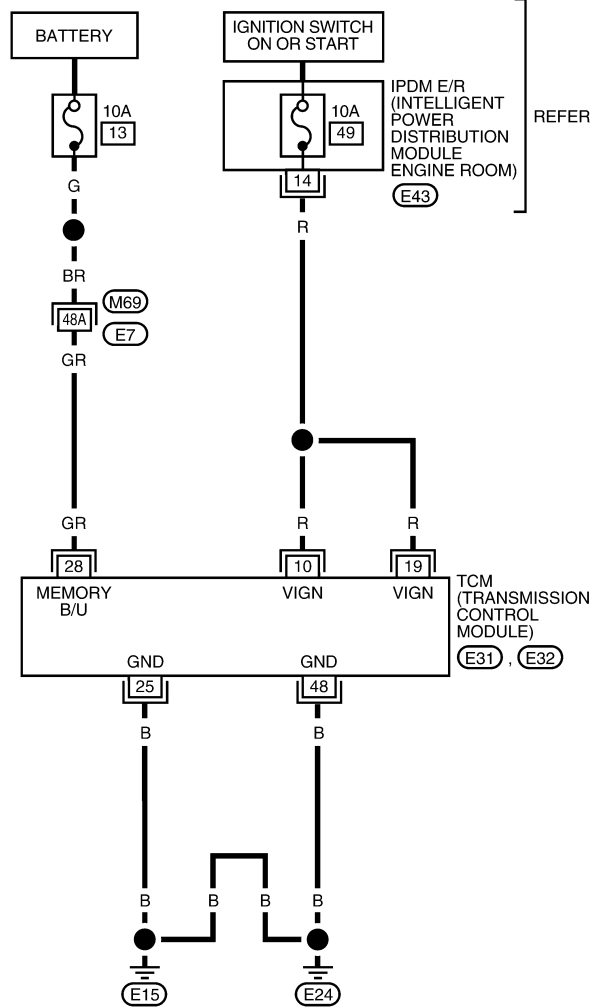 BATTERY
IGNITION SWITCH
ON OR START
10A
13
10A
49
IPDM E/R
(INTELLIGENT
POWER
DISTRIBUTION
MODULE
ENGINE ROOM)
E43
REFER
14
G
R
BR
M69
48A
E7
GR
GR
R
R
28
10
19
MEMORY
B/U
VIGN
VIGN
TCM
(TRANSMISSION
CONTROL
MODULE)
E31 , E32
GND
GND
25
48
B
B
B
B
B
B
E15
E24